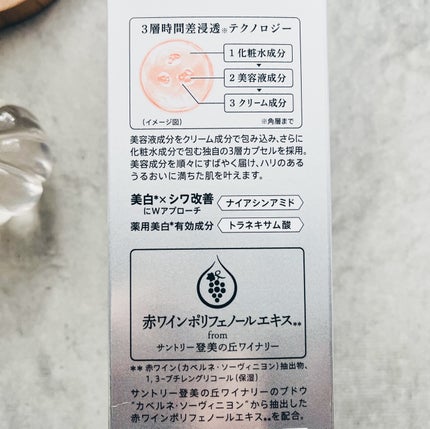 3層時間差浸透※テクノロジー
1 化粧水成分
2 美容液成分
3 クリーム成分
(イメージ図)
※角層まで
美容液成分をクリーム成分で包み込み、さらに
化粧水成分で包む独自の3層カプセルを採用。
美容成分を順々にすばやく届け、ハリのある
うるおいに満ちた肌を叶えます。
美白*×シワ改善
にWアプローチ
ナイアシンアミド
薬用美白*有効成分
トラネキサム酸
赤ワインポリフェノールエキス**
from
サントリー登美の丘ワイナリー
** 赤ワイン(カベルネ・ソーヴィニヨン)抽出物、
1,3-ブチレングリコール(保湿)
サントリー登美の丘ワイナリーのブドウ
"カベルネ・ソーヴィニヨン"から抽出した
赤ワインポリフェノールエキス**を配合。